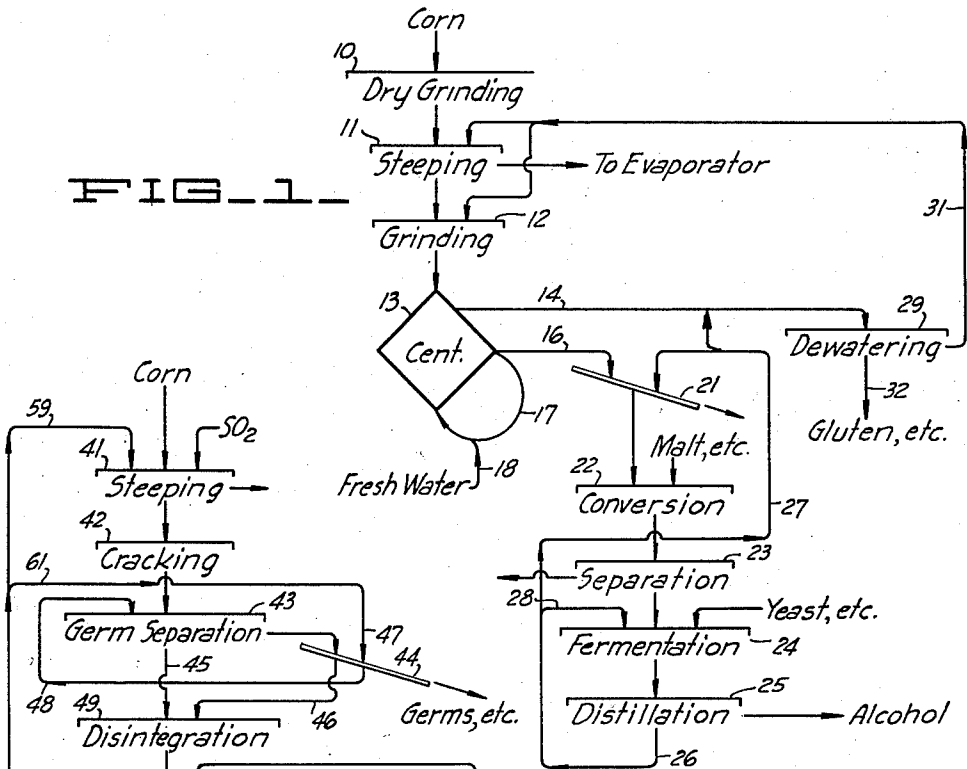 Corn
10
Dry Grinding
11
Steeping
To Evaporator
31
FIG_1_
12
Grinding
13
14
29
Cent.
16
Dewatering
21
32
17
Gluten, etc.
Corn
59
SO2
Malt, etc.
41
18
Fresh Water
22
Steeping
Conversion
27
42
23
Cracking
Separation
61
28
Yeast, etc.
43
Germ Separation
47
Fermentation
24
45
44
25
48
46
Germs, etc.
Distillation
Alcohol
49
Disintegration
26